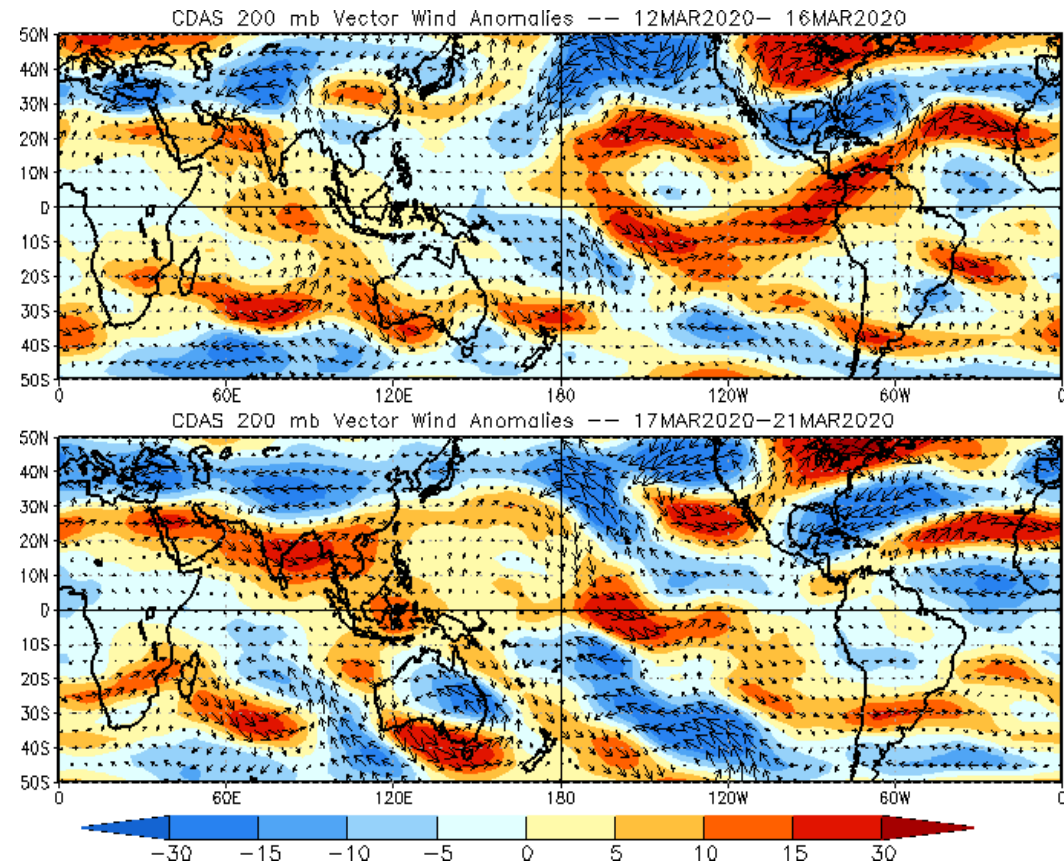 CDAS 200 mb Vector Wind Anomalies -- 12MAR2020- 16MAR2020
50N
40N
30N
20N
10N
0
10S
20S
30S
40S
50S
0 60E 120E 180 120W 60W 0
CDAS 200 mb Vector Wind Anomalies -- 17MAR2020-21MAR2020
50N
40N
30N
20N
10N
0
10S
20S
30S
40S
50S
0 60E 120E 180 120W 60W 0
-30 -15 -10 -5 0 5 10 15 30